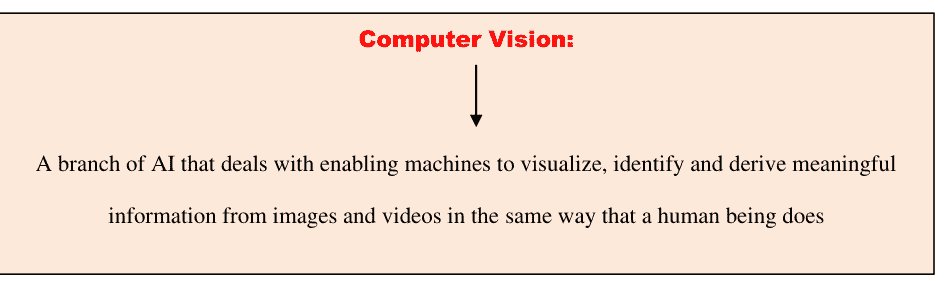 Computer Vision:
A branch of AI that deals with enabling machines to visualize, identify and derive meaningful
information from images and videos in the same way that a human being does